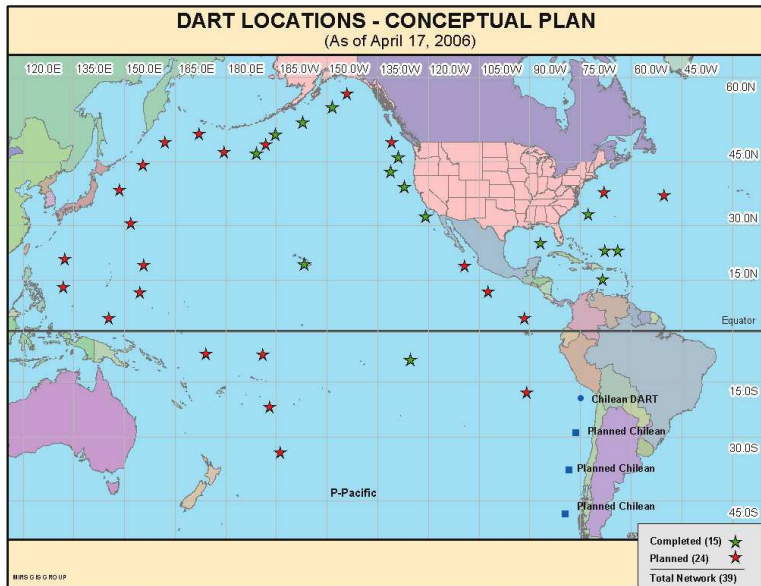 DART LOCATIONS - CONCEPTUAL PLAN
(As of April 17, 2006)
120.0E 135.0E 150.0E 165.0E 180.0E 165.0W 150.0W 135.0W 120.0W 105.0W 90.0W 75.0W 60.0W 45.0W
60.0N
45.0N
30.0N
15.0N
Equator
15.0S
Chilean DART
Planned Chilean
30.0S
Planned Chilean
P-Pacific
Planned Chilean
45.0S
Completed (15)
Planned (24)
Total Network (39)